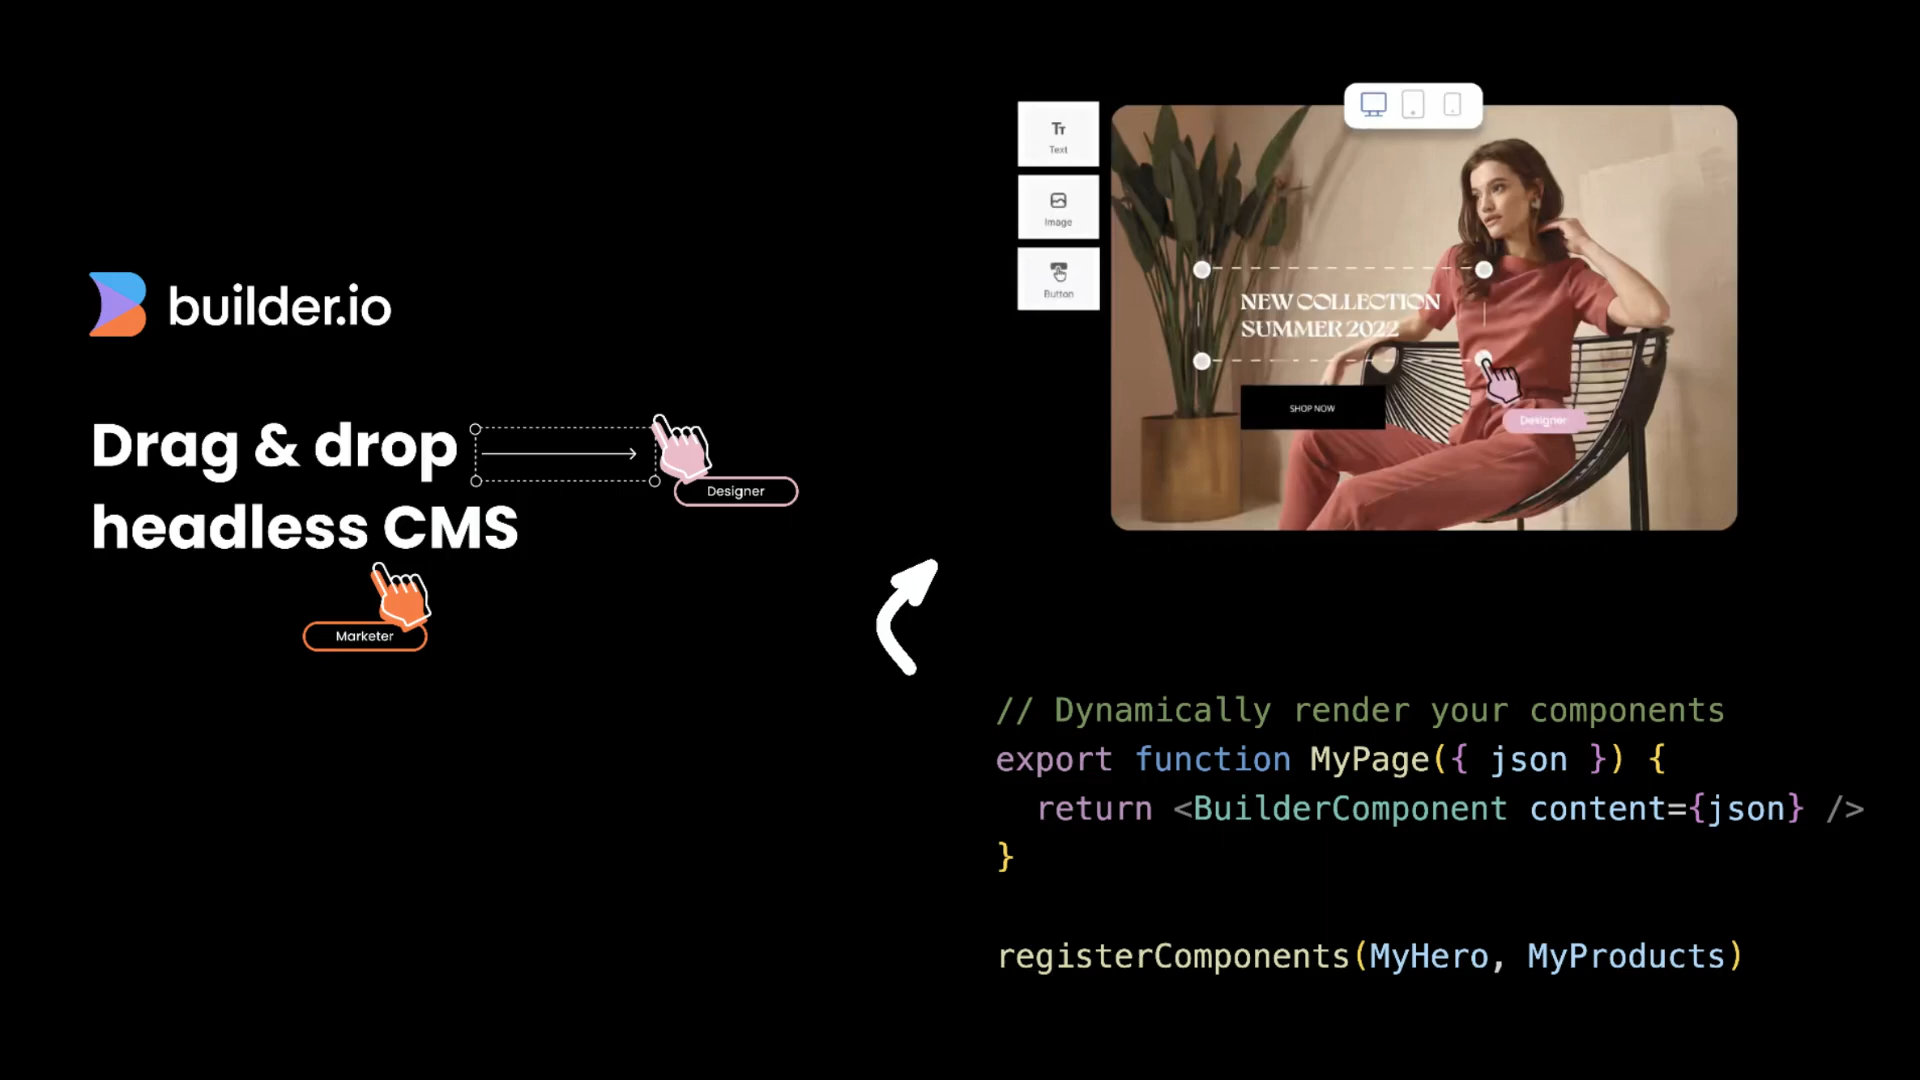 builder.io
Drag & drop
Designer
headless CMS
Marketer
Tт
Text
Image
Button
NEW COLLECTION
SUMMER 2022
SHOP NOW
Designer
// Dynamically render your components
export function MyPage({ json }) {
  return <BuilderComponent content={json} />
}
registerComponents(MyHero, MyProducts)